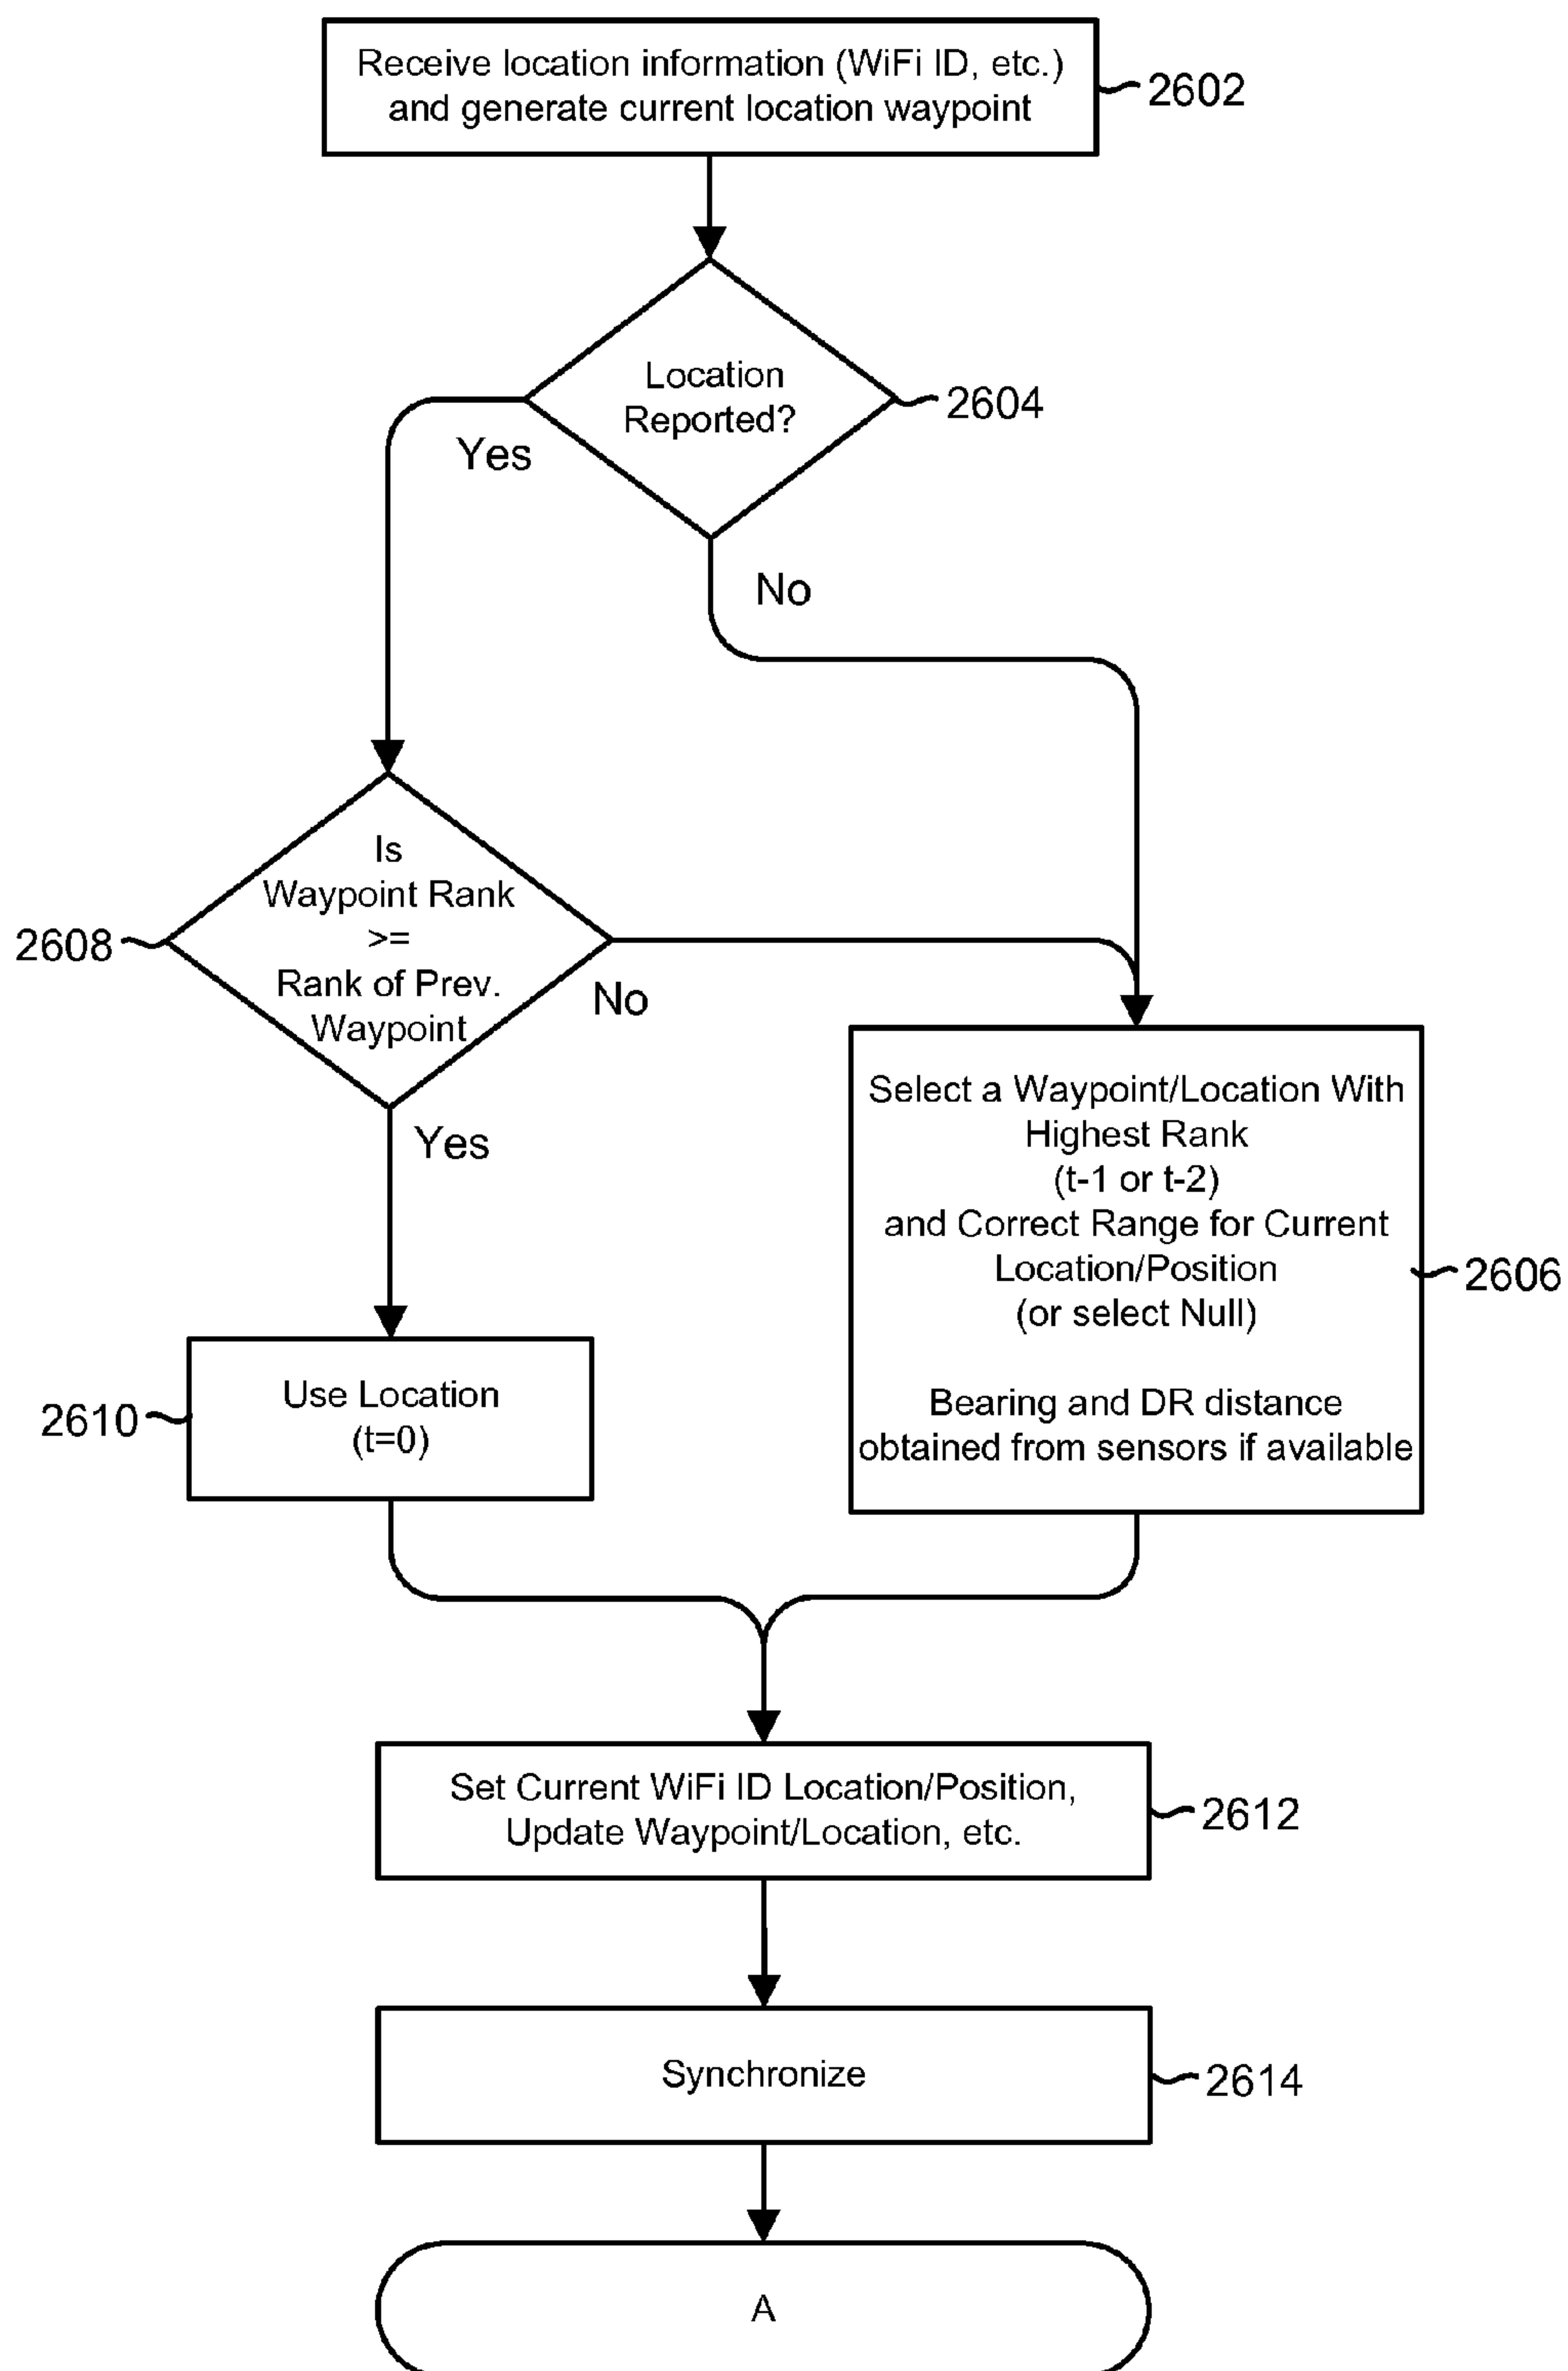 Receive location information (WiFi ID, etc.)
and generate current location waypoint
2602
Location
Reported?
2604
Yes
No
Is
Waypoint Rank
>=
Rank of Prev.
Waypoint
2608
No
Yes
Select a Waypoint/Location With
Highest Rank
(t-1 or t-2)
and Correct Range for Current
Location/Position
(or select Null)
Bearing and DR distance
obtained from sensors if available
2606
Use Location
(t=0)
2610
Set Current WiFi ID Location/Position,
Update Waypoint/Location, etc.
2612
Synchronize
2614
A